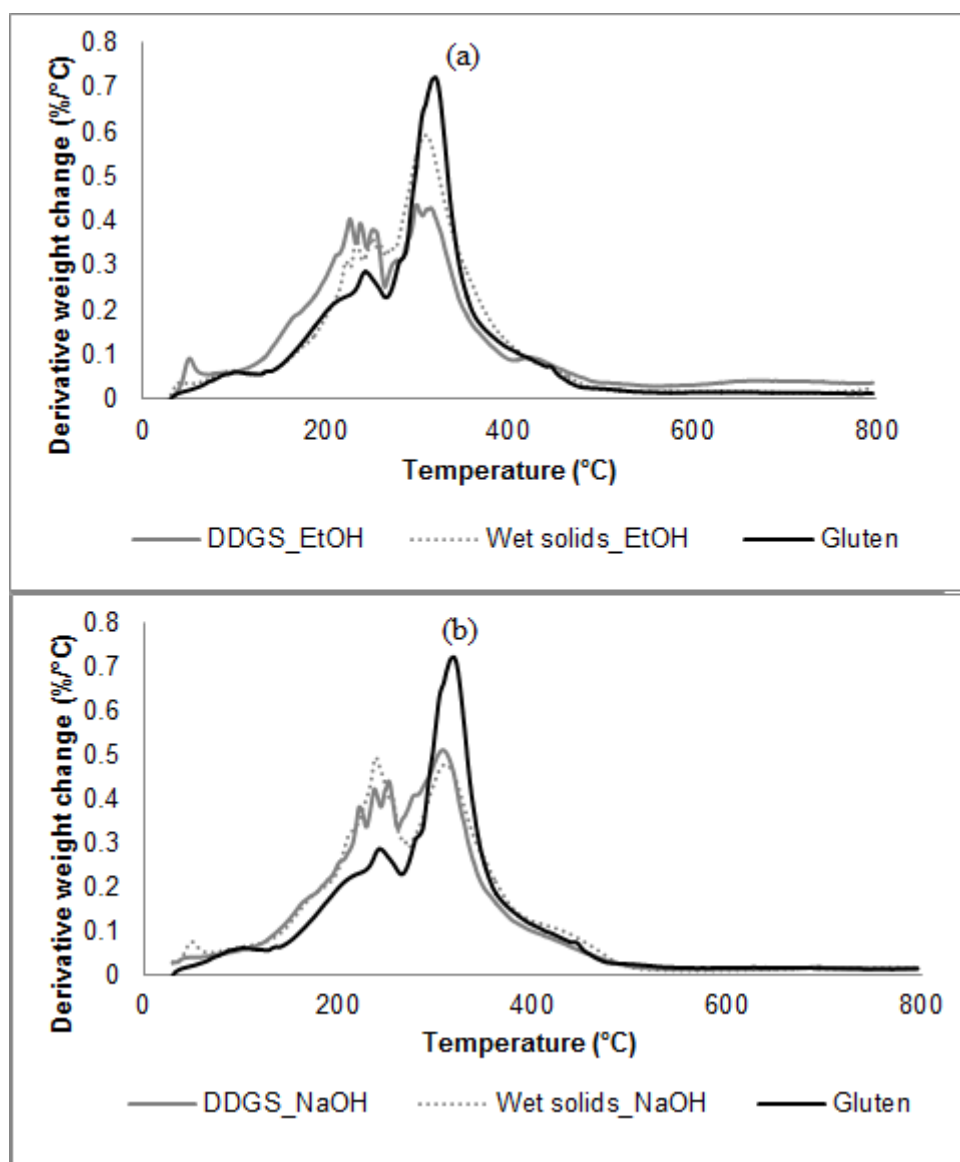 (a)
Derivative weight change (%/°C)
0.8
0.7
0.6
0.5
0.4
0.3
0.2
0.1
0
0 200 400 600 800
Temperature (°C)
DDGS_EtOH Wet solids_EtOH Gluten
(b)
Derivative weight change (%/°C)
0.8
0.7
0.6
0.5
0.4
0.3
0.2
0.1
0
0 200 400 600 800
Temperature (°C)
DDGS_NaOH Wet solids_NaOH Gluten